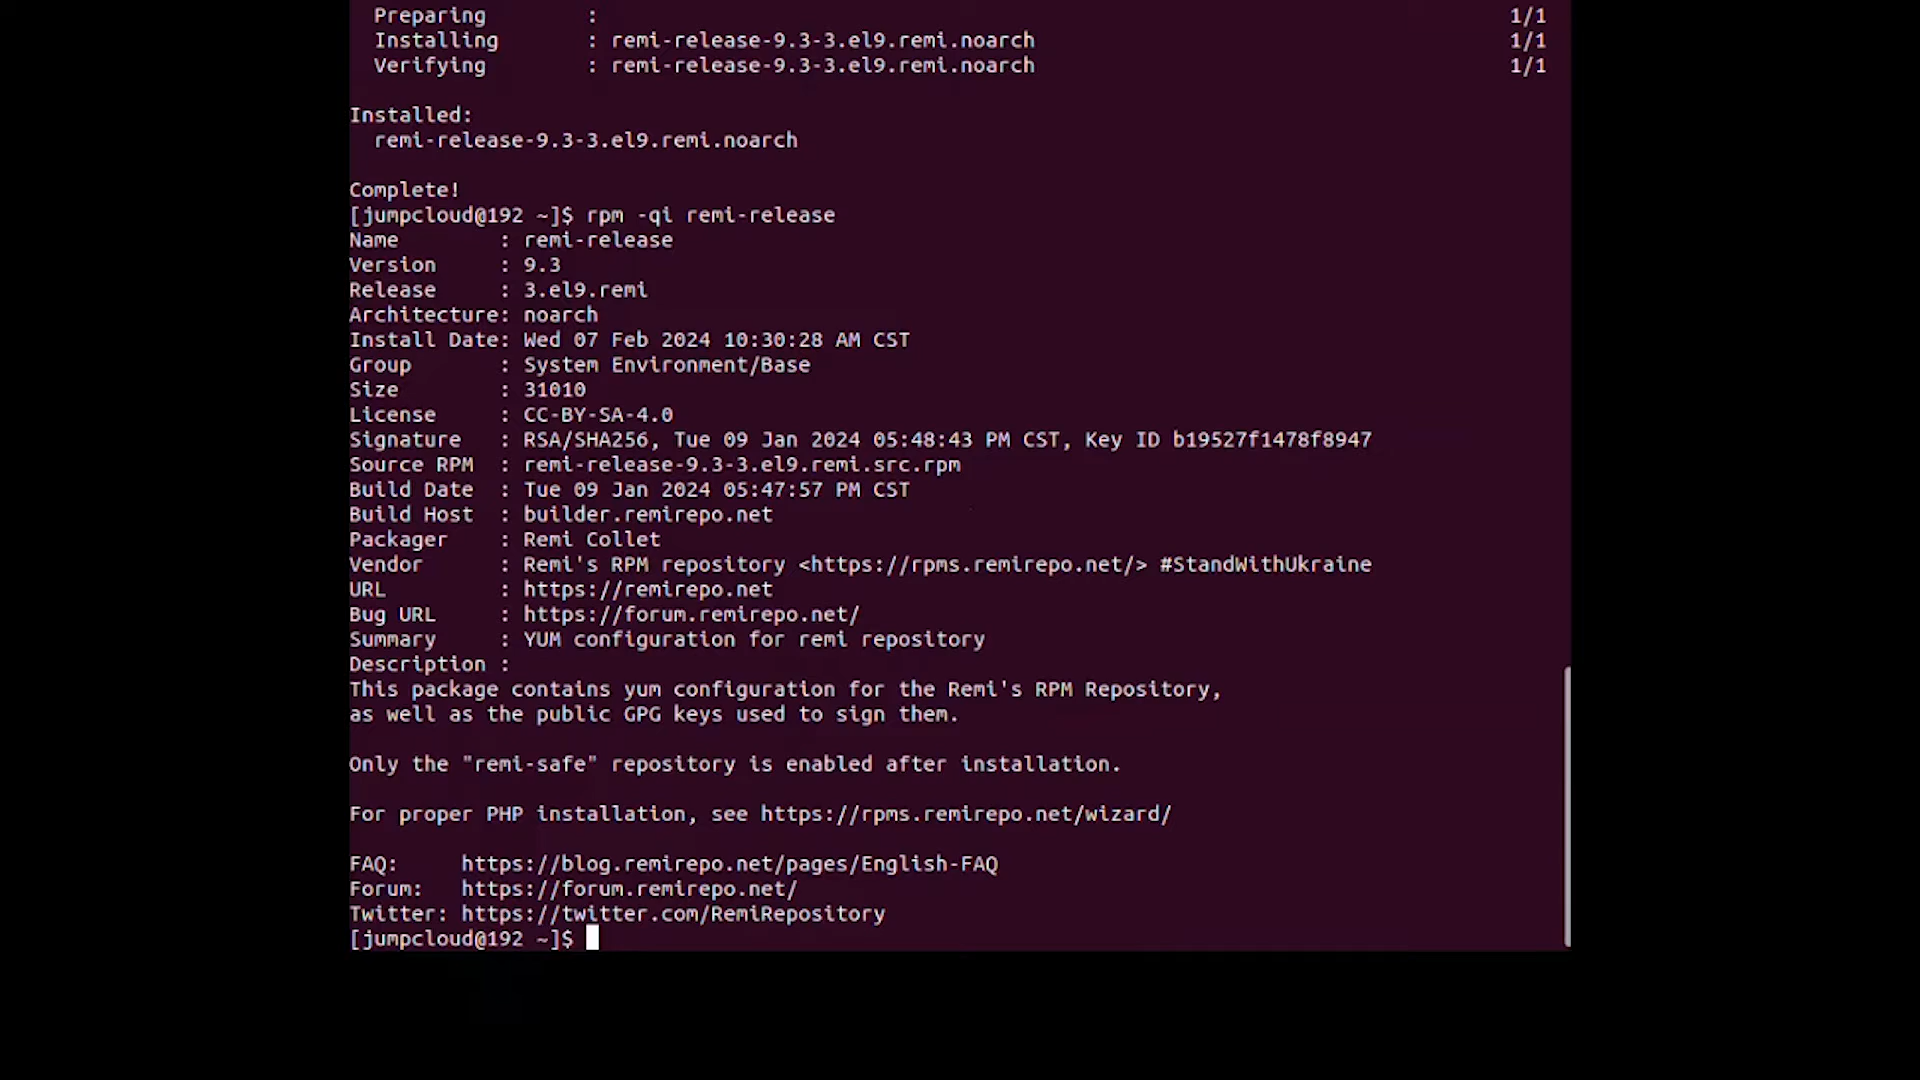 Preparing : 1/1
Installing : remi-release-9.3-3.el9.remi.noarch 1/1
Verifying : remi-release-9.3-3.el9.remi.noarch 1/1
Installed:
remi-release-9.3-3.el9.remi.noarch
Complete!
[jumpcloud@192 ~]$ rpm -qi remi-release
Name : remi-release
Version : 9.3
Release : 3.el9.remi
Architecture: noarch
Install Date: Wed 07 Feb 2024 10:30:28 AM CST
Group : System Environment/Base
Size : 31010
License : CC-BY-SA-4.0
Signature : RSA/SHA256, Tue 09 Jan 2024 05:48:43 PM CST, Key ID b19527f1478f8947
Source RPM : remi-release-9.3-3.el9.remi.src.rpm
Build Date : Tue 09 Jan 2024 05:47:57 PM CST
Build Host : builder.remirepo.net
Packager : Remi Collet
Vendor : Remi's RPM repository <https://rpms.remirepo.net/> #StandWithUkraine
URL : https://remirepo.net
Bug URL : https://forum.remirepo.net/
Summary : YUM configuration for remi repository
Description :
This package contains yum configuration for the Remi's RPM Repository,
as well as the public GPG keys used to sign them.
Only the "remi-safe" repository is enabled after installation.
For proper PHP installation, see https://rpms.remirepo.net/wizard/
FAQ: https://blog.remirepo.net/pages/English-FAQ
Forum: https://forum.remirepo.net/
Twitter: https://twitter.com/RemiRepository
[jumpcloud@192 ~]$